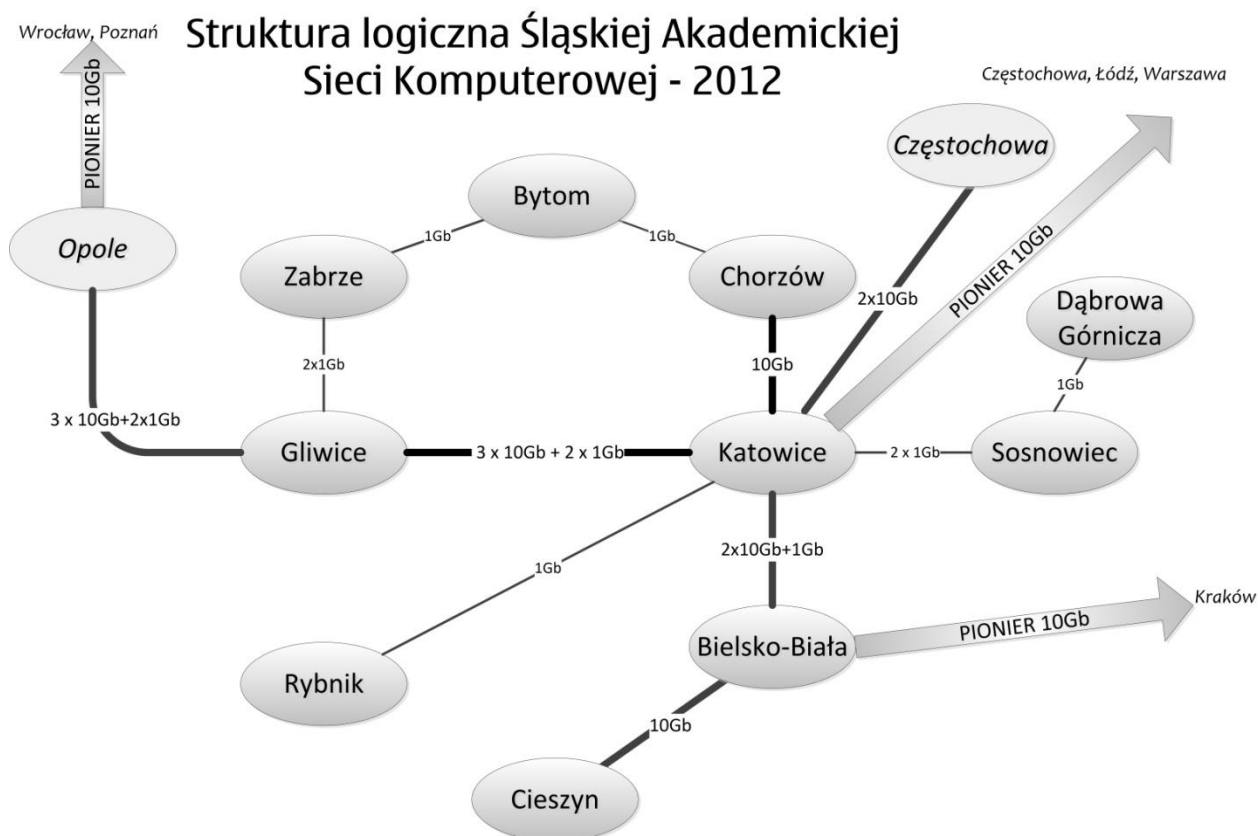 Wrocław, Poznań
Struktura logiczna Śląskiej Akademickiej
Sieci Komputerowej - 2012
Częstochowa, Łódź, Warszawa
PIONIER 10Gb
Częstochowa
Bytom
Opole
1Gb
1Gb
Zabrze
Chorzów
PIONIER 10Gb
2x10Gb
Dąbrowa
Górnicza
2x1Gb
10Gb
1Gb
3 x 10Gb+2x1Gb
Gliwice
3 x 10Gb + 2 x 1Gb
Katowice
2 x 1Gb
Sosnowiec
2x10Gb+1Gb
1Gb
Kraków
PIONIER 10Gb
Bielsko-Biała
Rybnik
10Gb
Cieszyn